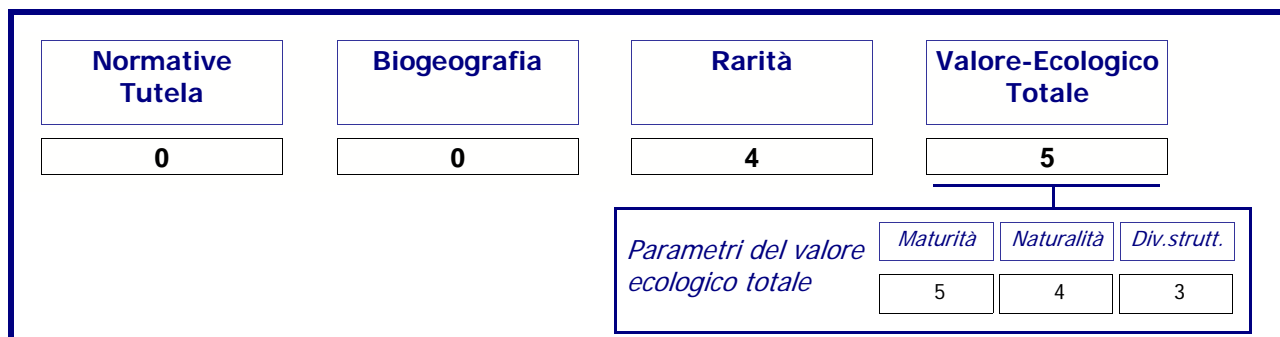 Normative
Tutela
Biogeografia
Rarità
Valore-Ecologico
Totale
0
0
4
5
Parametri del valore
ecologico totale
Maturità
Naturalità
Div.strutt.
5
4
3